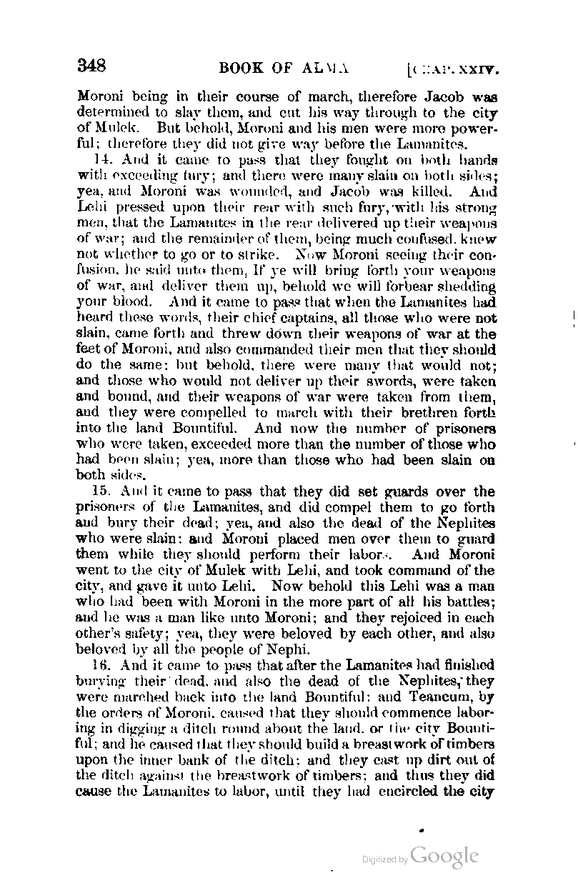 348 BOOK OF ALMA [CHAP. XXIV.
Moroni being in their course of march, therefore Jacob was
determined to slay them, and cut his way through to the city
of Mulek. But behold, Moroni and his men were more power-
ful; therefore they did not give way before the Lamanites.
14. And it came to pass that they fought on both hands
with exceeding fury; and there were many slain on both sides;
yea, and Moroni was wounded, and Jacob was killed. And
Lehi pressed upon their rear with such fury, with his strong
men, that the Lamanites in the rear delivered up their weapons
of war; and the remainder of them, being much confused, knew
not whether to go or to strike. Now Moroni seeing their con-
fusion, he said unto them, If ye will bring forth your weapons
of war, and deliver them up, behold we will forbear shedding
your blood. And it came to pass that when the Lamanites had
heard these words, their chief captains, all those who were not
slain, came forth and threw down their weapons of war at the
feet of Moroni, and also commanded their men that they should
do the same; but behold, there were many that would not;
and those who would not deliver up their swords, were taken
and bound, and their weapons of war were taken from them,
and they were compelled to march with their brethren forth
into the land Bountiful. And now the number of prisoners
who were taken, exceeded more than the number of those who
had been slain; yea, more than those who had been slain on
both sides.
15. And it came to pass that they did set guards over the
prisoners of the Lamanites, and did compel them to go forth
and bury their dead; yea, and also the dead of the Nephites
who were slain; and Moroni placed men over them to guard
them while they should perform their labors. And Moroni
went to the city of Mulek with Lehi, and took command of the
city, and gave it unto Lehi. Now behold this Lehi was a man
who had been with Moroni in the more part of all his battles;
and he was a man like unto Moroni; and they rejoiced in each
other's safety; yea, they were beloved by each other, and also
beloved by all the people of Nephi.
16. And it came to pass that after the Lamanites had finished
burying their dead, and also the dead of the Nephites, they
were marched back into the land Bountiful; and Teancum, by
the orders of Moroni, caused that they should commence labor-
ing in digging a ditch round about the land, or the city Bounti-
ful; and he caused that they should build a breastwork of timbers
upon the inner bank of the ditch; and they cast up dirt out of
the ditch against the breastwork of timbers; and thus they did
cause the Lamanites to labor, until they had encircled the city
Digitized by Google